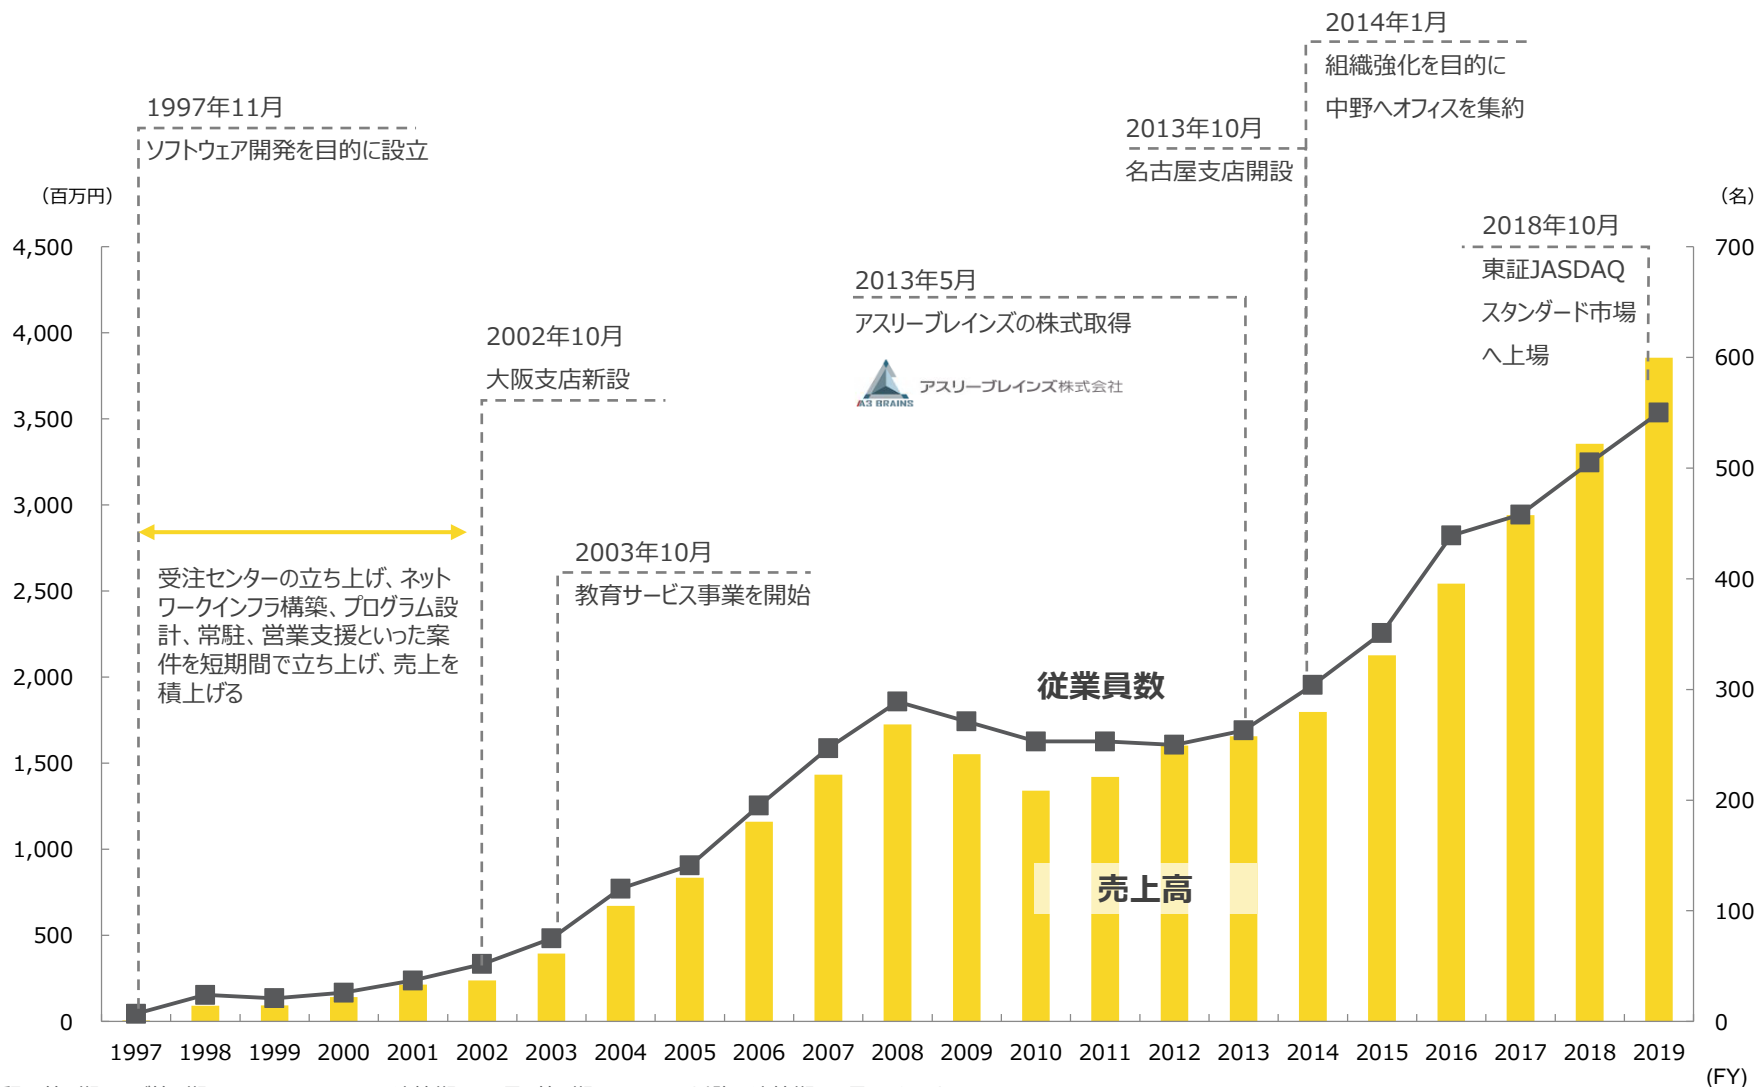 2014年1月
組織強化を目的に
中野へオフィスを集約
1997年11月
ソフトウェア開発を目的に設立
2013年10月
名古屋支店開設
（百万円）
（名）
2018年10月
東証JASDAQ
スタンダード市場
へ上場
2013年5月
アスリーブレインズの株式取得
A3 BRAINS
アスリーブレインズ株式会社
2002年10月
大阪支店新設
2003年10月
教育サービス事業を開始
受注センターの立ち上げ、ネット
ワークインフラ構築、プログラム設
計、常駐、営業支援といった案
件を短期間で立ち上げ、売上を
積上げる
従業員数
売上高
4,500
4,000
3,500
3,000
2,500
2,000
1,500
1,000
500
0
700
600
500
400
300
200
100
0
1997 1998 1999 2000 2001 2002 2003 2004 2005 2006 2007 2008 2009 2010 2011 2012 2013 2014 2015 2016 2017 2018 2019
(FY)